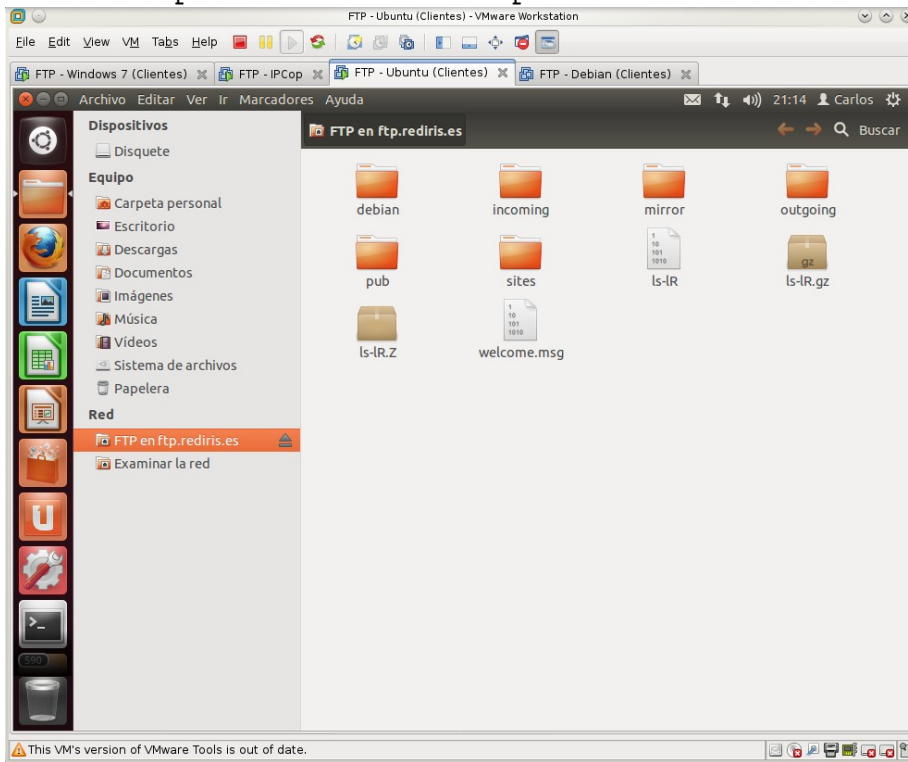 FTP - Ubuntu (Clientes) - VMware Workstation
File Edit View VM Tabs Help
FTP - Windows 7 (Clientes) FTP - IPCop FTP - Ubuntu (Clientes) FTP - Debian (Clientes)
Archivo Editar Ver Ir Marcadores Ayuda 21:14 Carlos
Dispositivos
Disquete
Equipo
Carpeta personal
Escritorio
Descargas
Documentos
Imágenes
Música
Vídeos
Sistema de archivos
Papelera
Red
FTP en ftp.rediris.es
Examinar la red
FTP en ftp.rediris.es Buscar
debian incoming mirror outgoing
pub sites ls-lR ls-lR.gz
ls-lR.Z welcome.msg
This VM's version of VMware Tools is out of date.